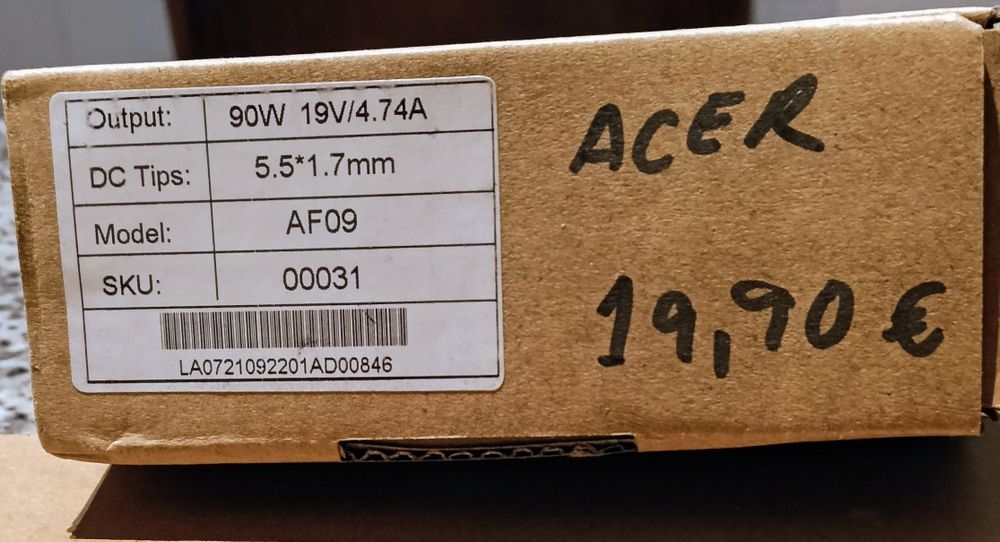 Output: 90W 19V/4.74A
DC Tips: 5.5*1.7mm
Model: AF09
SKU: 00031
LA0721092201AD00846
ACER
19,90 €